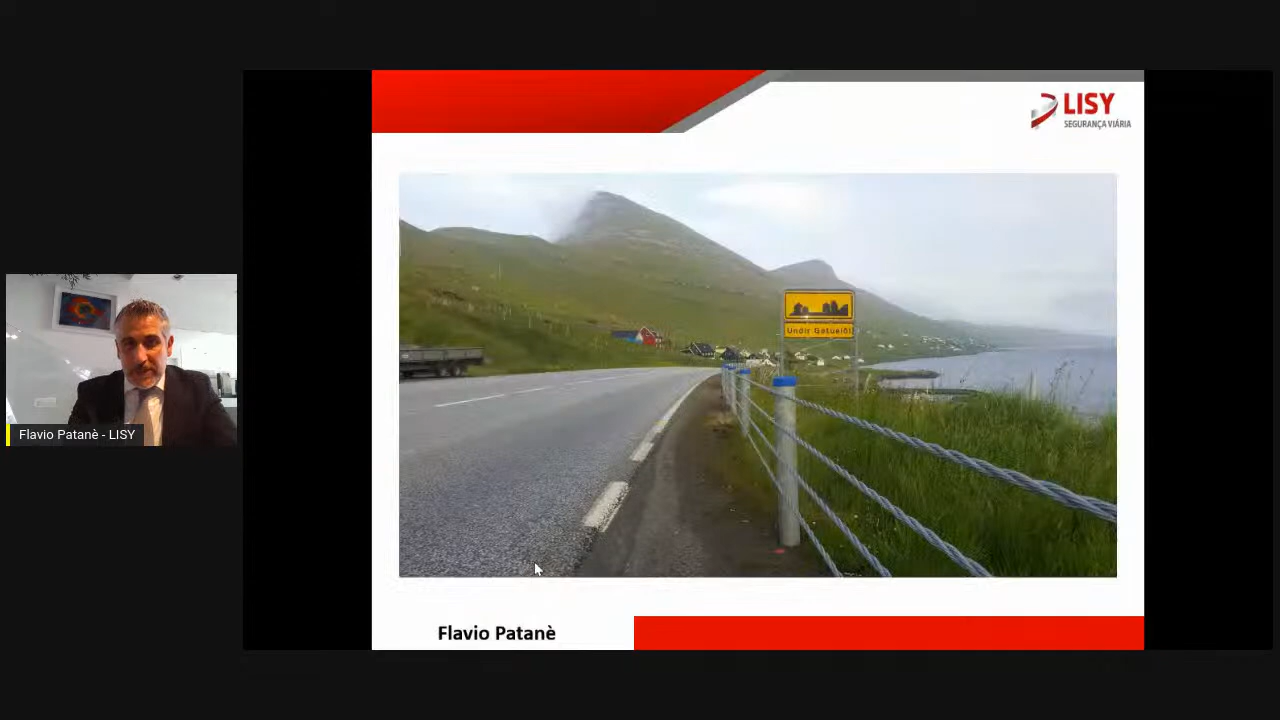 LISY
SEGURANÇA VIÁRIA
Undir Gøtueiði
Flavio Patanè - LISY
Flavio Patanè